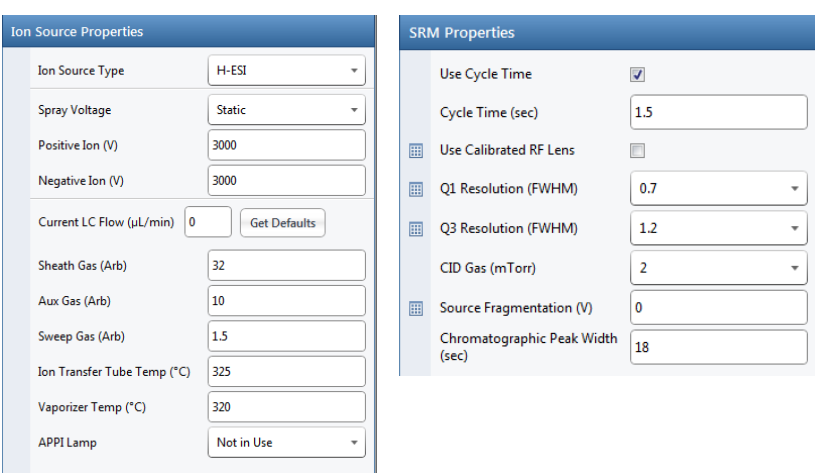 Ion Source Properties
Ion Source Type H-ESI
Spray Voltage Static
Positive Ion (V) 3000
Negative Ion (V) 3000
Current LC Flow (µL/min) 0 Get Defaults
Sheath Gas (Arb) 32
Aux Gas (Arb) 10
Sweep Gas (Arb) 1.5
Ion Transfer Tube Temp (°C) 325
Vaporizer Temp (°C) 320
APPI Lamp Not in Use
SRM Properties
Use Cycle Time
Cycle Time (sec) 1.5
Use Calibrated RF Lens
Q1 Resolution (FWHM) 0.7
Q3 Resolution (FWHM) 1.2
CID Gas (mTorr) 2
Source Fragmentation (V) 0
Chromatographic Peak Width
(sec) 18